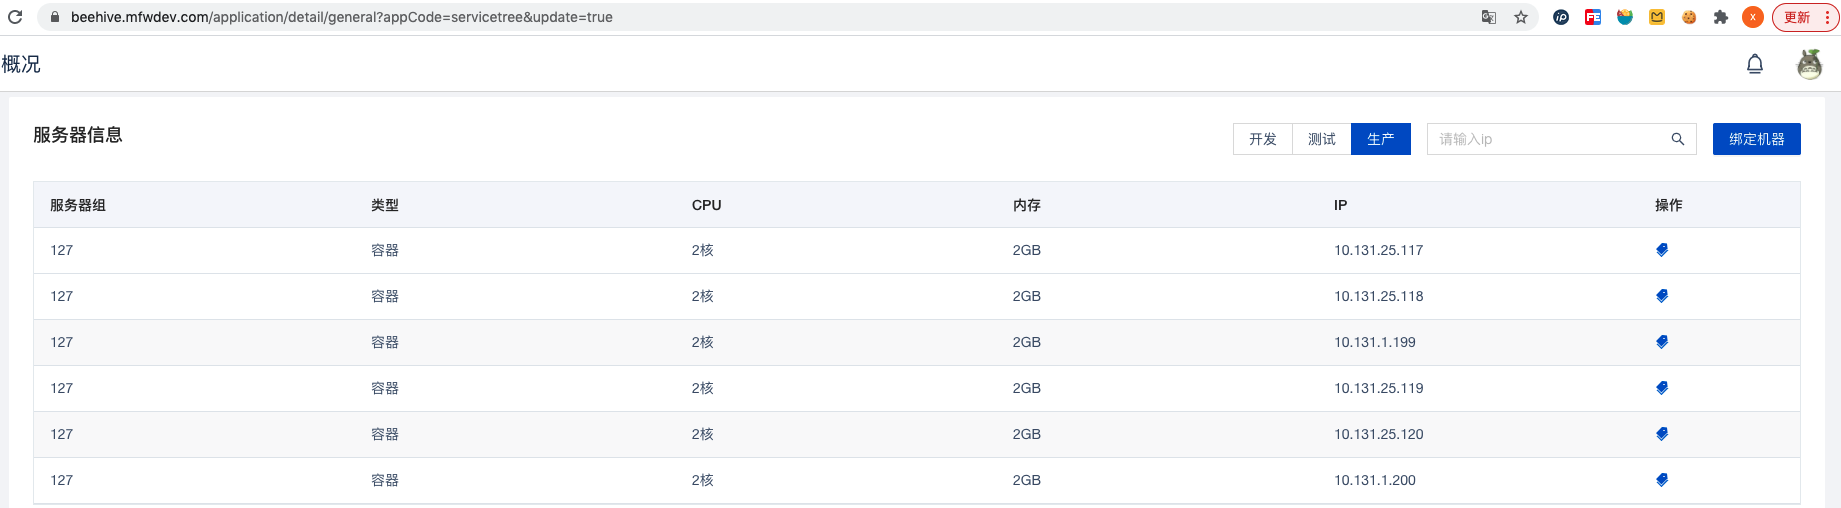 beehive.mfwdev.com/application/detail/general?appCode=servicetree&update=true
iP
FE
x
更新
概况
服务器信息
开发 测试 生产 请输入ip 绑定机器
服务器组 类型 CPU 内存 IP 操作
127 容器 2核 2GB 10.131.25.117
127 容器 2核 2GB 10.131.25.118
127 容器 2核 2GB 10.131.1.199
127 容器 2核 2GB 10.131.25.119
127 容器 2核 2GB 10.131.25.120
127 容器 2核 2GB 10.131.1.200